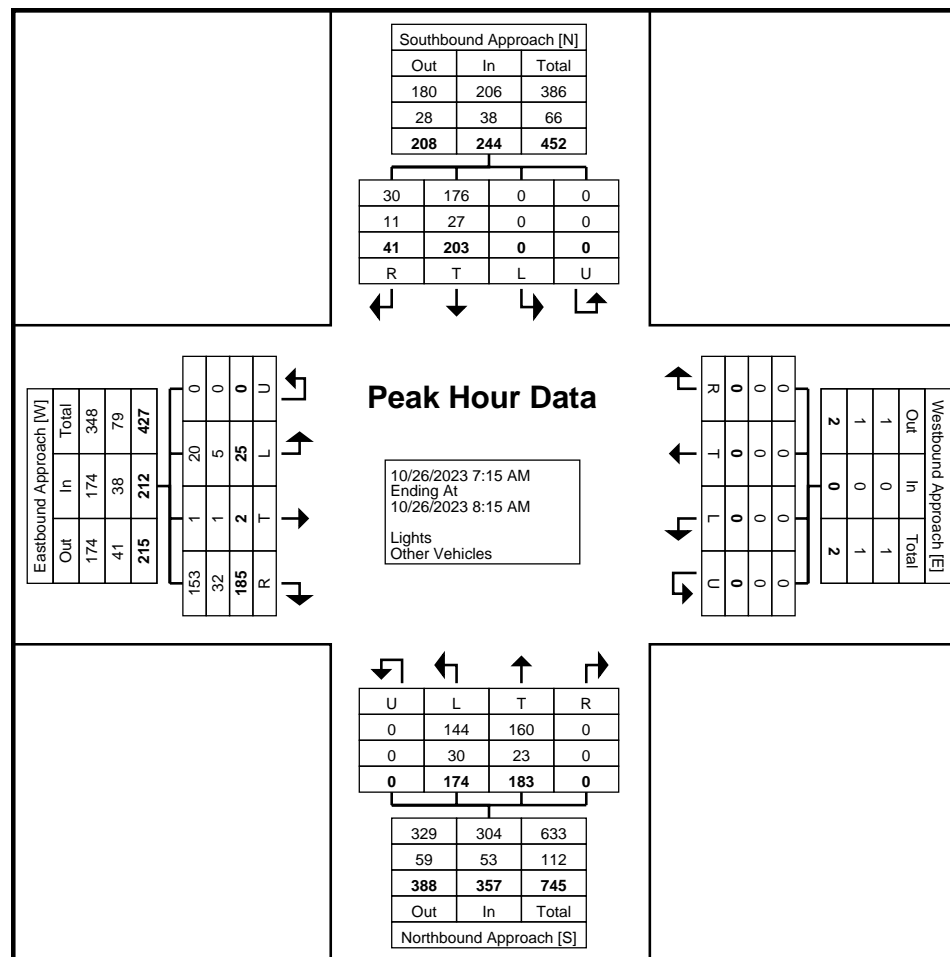 Southbound Approach [N]
Out In Total
180 206 386
28 38 66
208 244 452
30 176 0 0
11 27 0 0
41 203 0 0
R T L U
Peak Hour Data
10/26/2023 7:15 AM
Ending At
10/26/2023 8:15 AM
Lights
Other Vehicles
Eastbound Approach [W]
Out In Total
174 174 348
41 38 79
215 212 427
153 1 20 0
32 1 5 0
185 2 25 0
R T L U
Westbound Approach [E]
Out In Total
1 0 1
1 0 1
2 0 2
0 0 0 0
0 0 0 0
0 0 0 0
R T L U
U L T R
0 144 160 0
0 30 23 0
0 174 183 0
329 304 633
59 53 112
388 357 745
Out In Total
Northbound Approach [S]